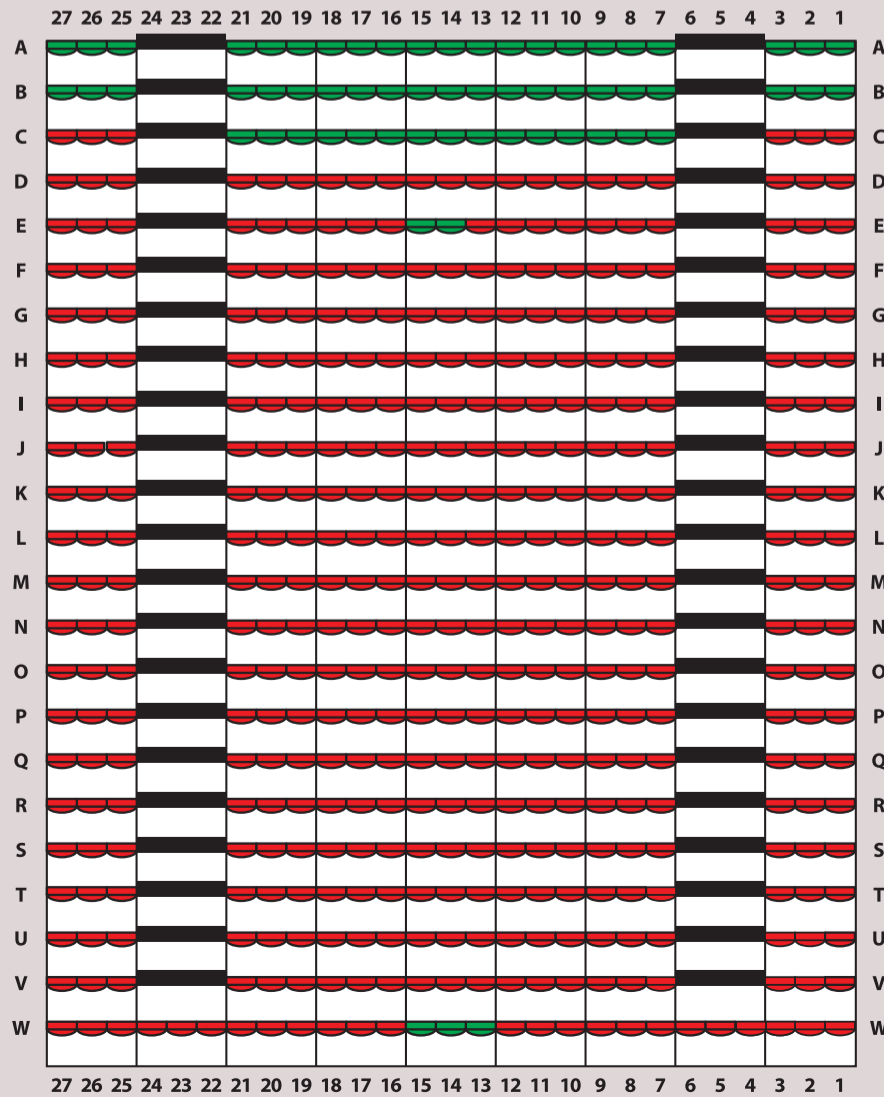 27 26 25 24 23 22 21 20 19 18 17 16 15 14 13 12 11 10 9 8 7 6 5 4 3 2 1
A A
B B
C C
D D
E E
F F
G G
H H
I I
J J
K K
L L
M M
N N
O O
P P
Q Q
R R
S S
T T
U U
V V
W W
27 26 25 24 23 22 21 20 19 18 17 16 15 14 13 12 11 10 9 8 7 6 5 4 3 2 1